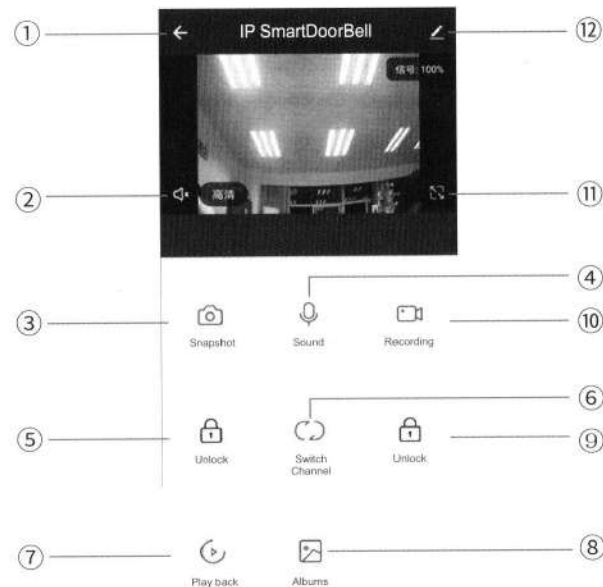 ① IP SmartDoorBell ⑫
信号: 100%
② 高清 ⑪
④
③ Snapshot Sound Recording ⑩
⑥
⑤ Unlock Switch Channel Unlock ⑨
⑦ Play back Albums ⑧